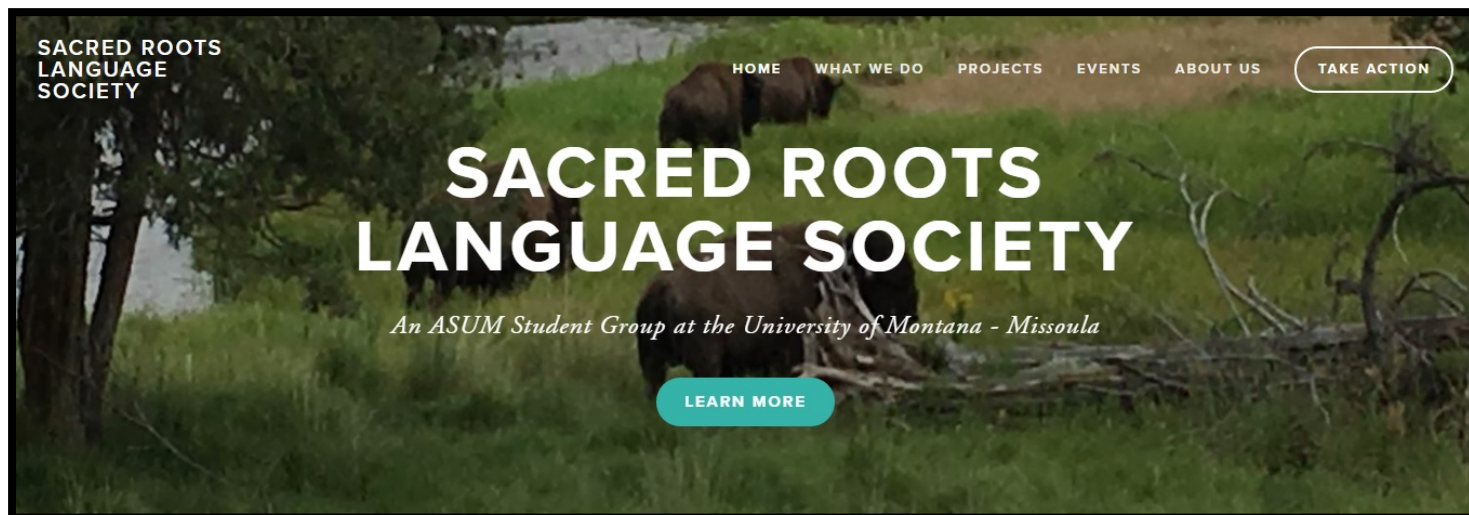 SACRED ROOTS
LANGUAGE
SOCIETY
HOME
WHAT WE DO
PROJECTS
EVENTS
ABOUT US
TAKE ACTION
SACRED ROOTS
LANGUAGE SOCIETY
An ASUM Student Group at the University of Montana - Missoula
LEARN MORE